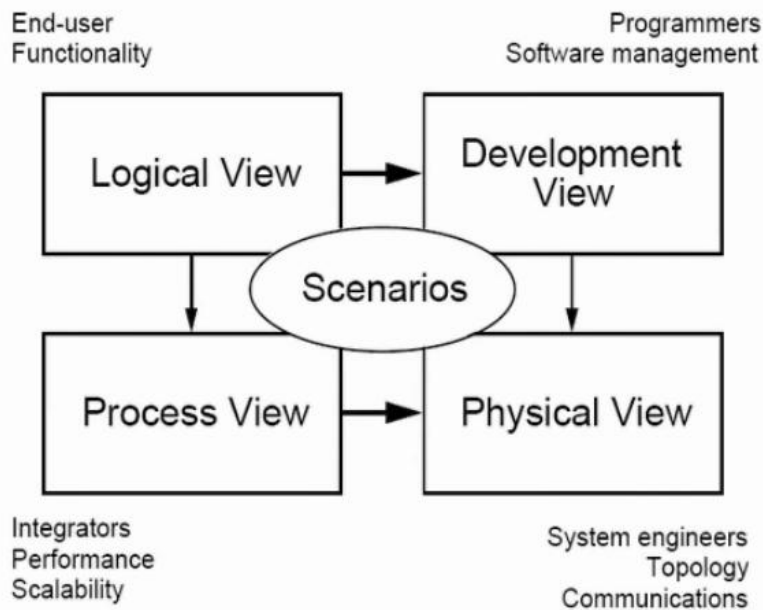 End-user
Functionality
Programmers
Software management
Logical View
Development
View
Scenarios
Process View
Physical View
Integrators
Performance
Scalability
System engineers
Topology
Communications